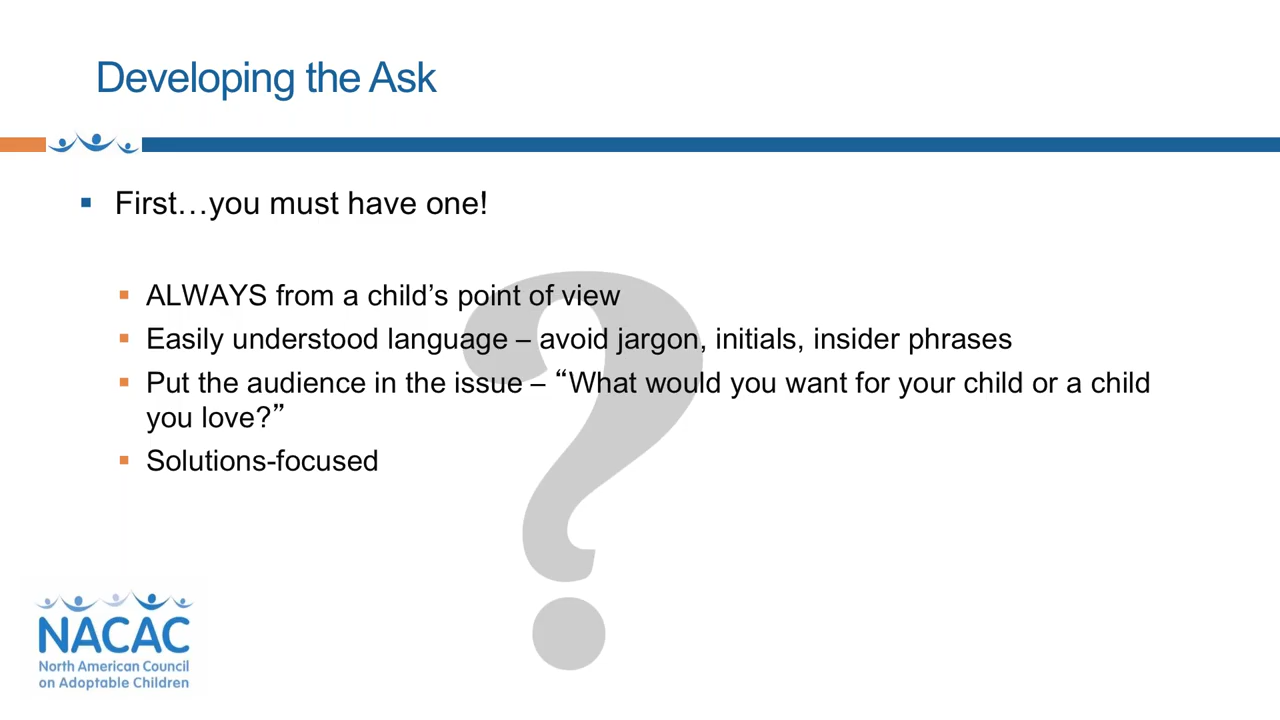 Developing the Ask
First…you must have one!
ALWAYS from a child’s point of view
Easily understood language – avoid jargon, initials, insider phrases
Put the audience in the issue – “What would you want for your child or a child
you love?”
Solutions-focused
?
NACAC
North American Council
on Adoptable Children